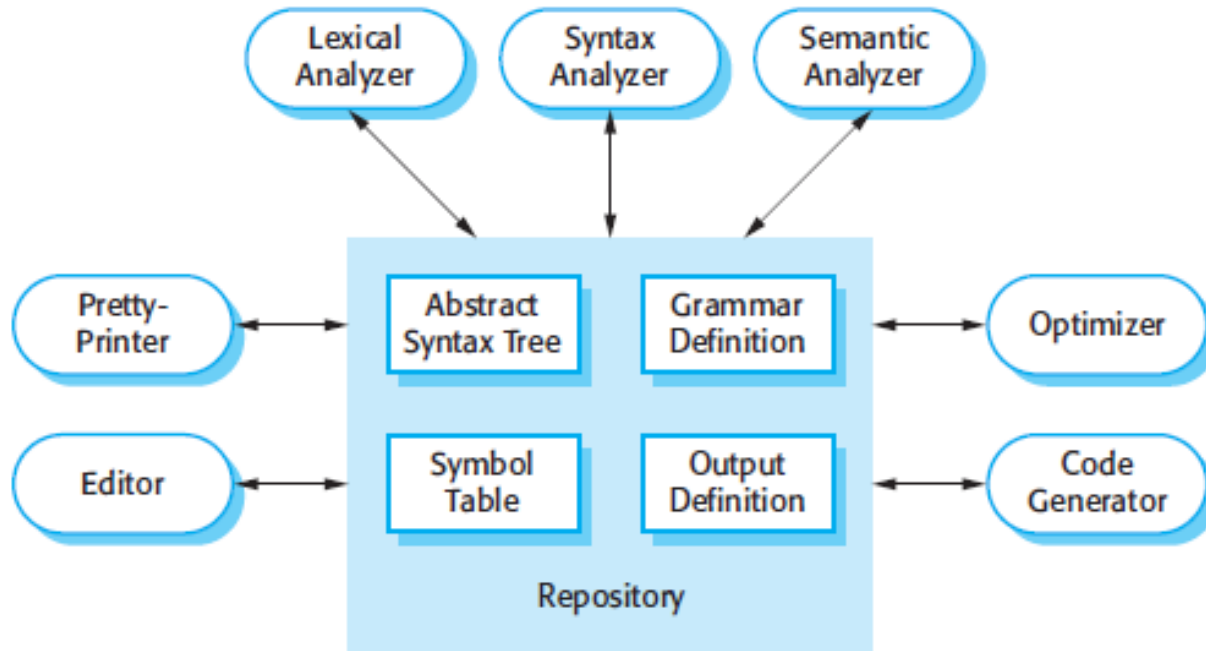 Lexical
Analyzer
Syntax
Analyzer
Semantic
Analyzer
Pretty-
Printer
Abstract
Syntax Tree
Grammar
Definition
Optimizer
Editor
Symbol
Table
Output
Definition
Code
Generator
Repository